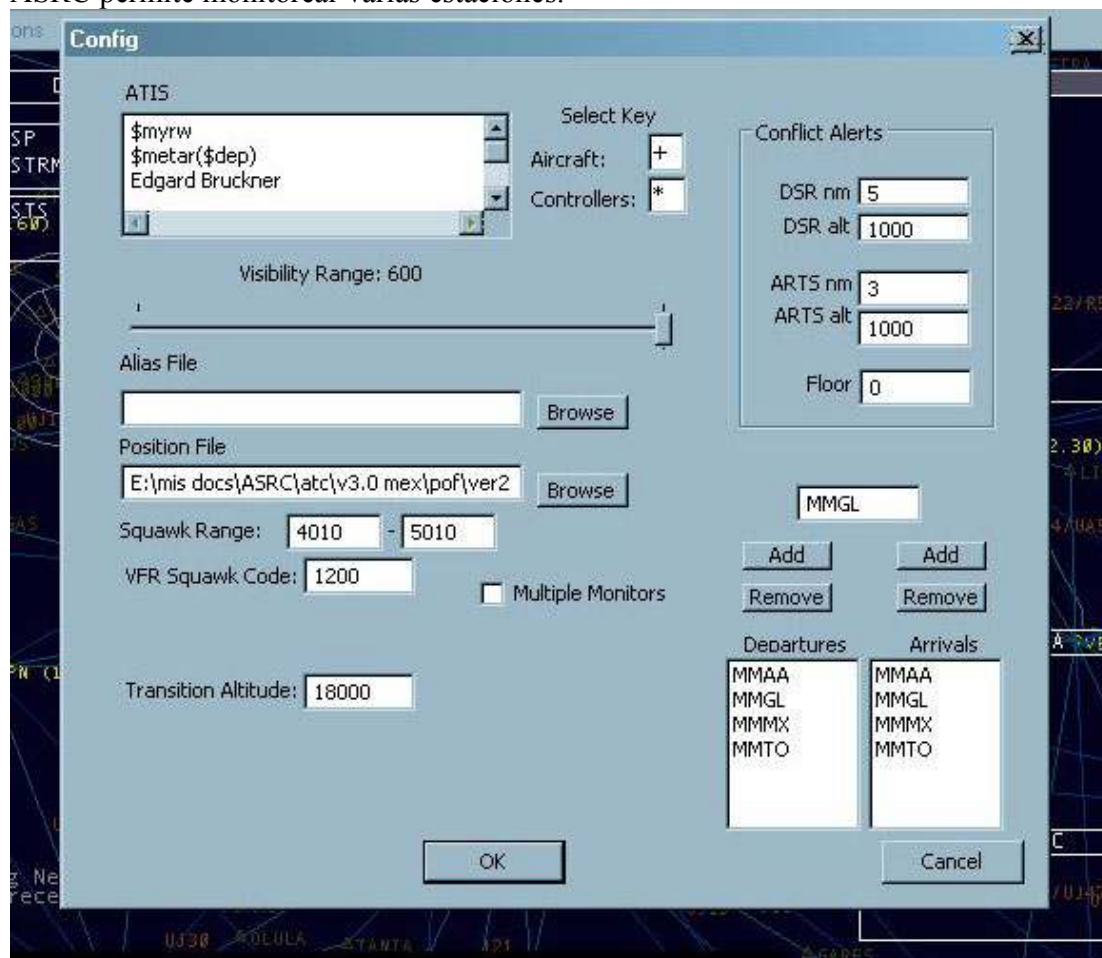 ASRC permite monitorear varias estaciones.
Config
ATIS
$myrw
$metar($dep)
Edgard Bruckner
Select Key
Aircraft: +
Controllers: *
Conflict Alerts
DSR nm 5
DSR alt 1000
ARTS nm 3
ARTS alt 1000
Floor 0
Visibility Range: 600
Alias File
Browse
Position File
E:\mis docs\ASRC\atc\v3.0 mex\pof\ver2
Browse
Squawk Range: 4010 - 5010
VFR Squawk Code: 1200
Multiple Monitors
Transition Altitude: 18000
MMGL
Add Add
Remove Remove
Departures Arrivals
MMAA MMAA
MMGL MMGL
MMMX MMMX
MMTO MMTO
OK
Cancel
UJ30